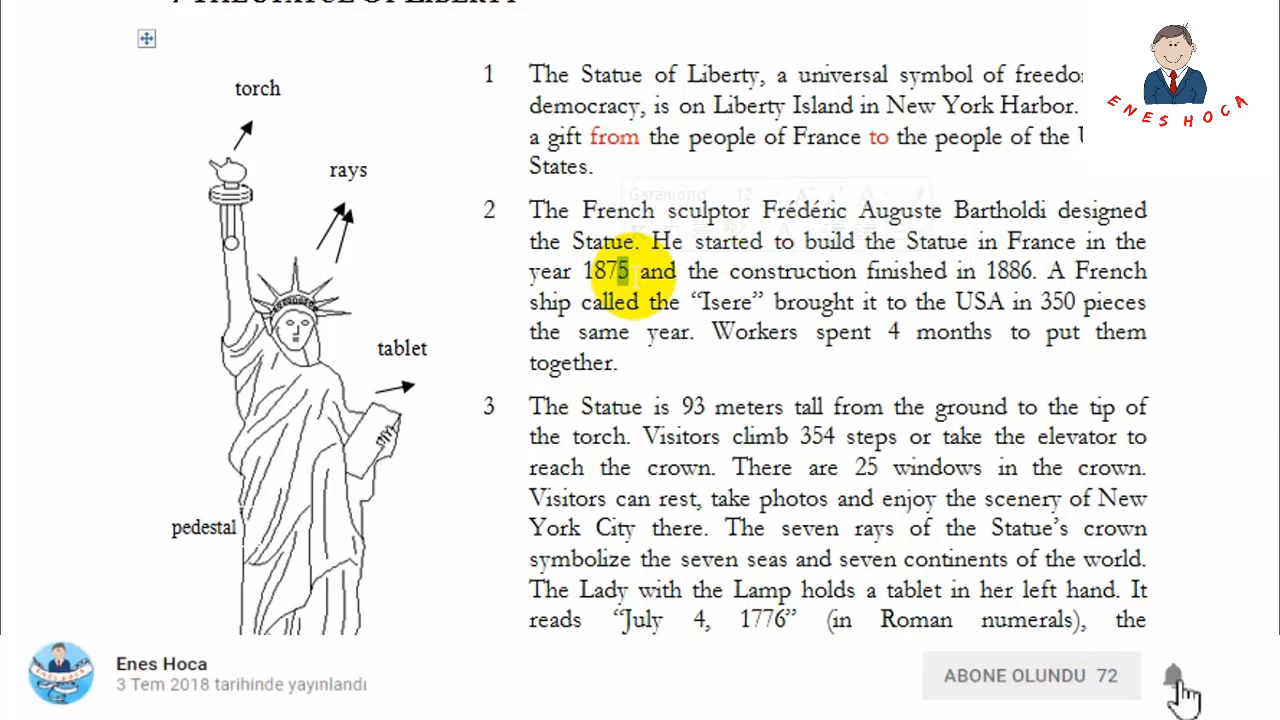 7 THE STATUE OF LIBERTY
torch
rays
tablet
pedestal
1 The Statue of Liberty, a universal symbol of
democracy, is on Liberty Island in New York Harbor.
a gift from the people of France to the people of the
States.
2 The French sculptor Frédéric Auguste Bartholdi designed
the Statue. He started to build the Statue in France in the
year 1875 and the construction finished in 1886. A French
ship called the “Isere” brought it to the USA in 350 pieces
the same year. Workers spent 4 months to put them
together.
3 The Statue is 93 meters tall from the ground to the tip of
the torch. Visitors climb 354 steps or take the elevator to
reach the crown. There are 25 windows in the crown.
Visitors can rest, take photos and enjoy the scenery of New
York City there. The seven rays of the Statue’s crown
symbolize the seven seas and seven continents of the world.
The Lady with the Lamp holds a tablet in her left hand. It
reads “July 4, 1776” (in Roman numerals), the
Garamond 12
ENES HOCA
Enes Hoca
3 Tem 2018 tarihinde yayınlandı
ABONE OLUNDU 72